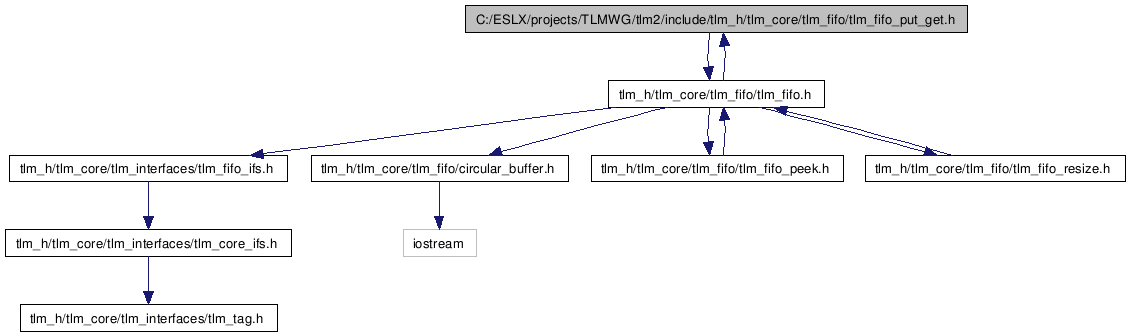 C:/ESLX/projects/TLMWG/tlm2/include/tlm_h/tlm_core/tlm_fifo/tlm_fifo_put_get.h
tlm_h/tlm_core/tlm_fifo/tlm_fifo.h
tlm_h/tlm_core/tlm_interfaces/tlm_fifo_ifs.h
tlm_h/tlm_core/tlm_fifo/circular_buffer.h
tlm_h/tlm_core/tlm_fifo/tlm_fifo_peek.h
tlm_h/tlm_core/tlm_fifo/tlm_fifo_resize.h
tlm_h/tlm_core/tlm_interfaces/tlm_core_ifs.h
iostream
tlm_h/tlm_core/tlm_interfaces/tlm_tag.h